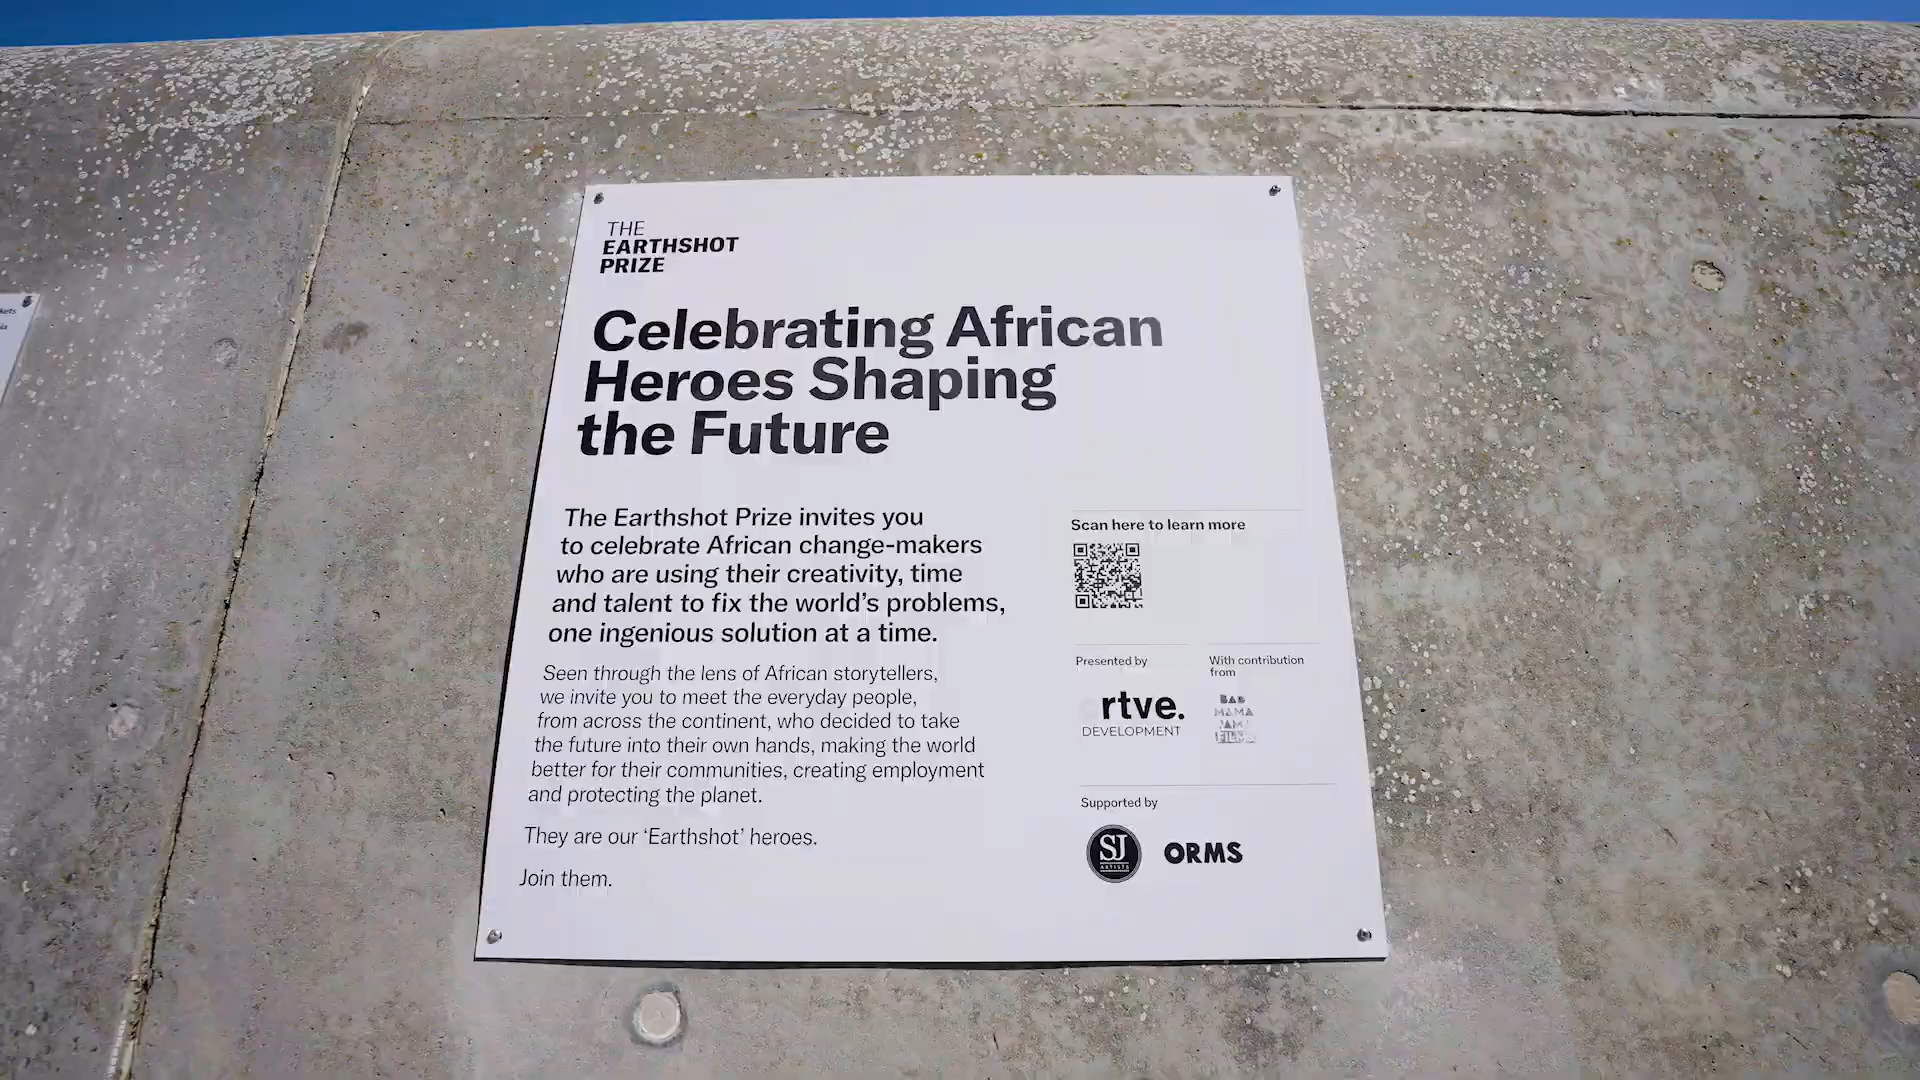 THE
EARTHSHOT
PRIZE
Celebrating African
Heroes Shaping
the Future
The Earthshot Prize invites you
to celebrate African change-makers
who are using their creativity, time
and talent to fix the world’s problems,
one ingenious solution at a time.
Seen through the lens of African storytellers,
we invite you to meet the everyday people,
from across the continent, who decided to take
the future into their own hands, making the world
better for their communities, creating employment
and protecting the planet.
They are our ‘Earthshot’ heroes.
Join them.
Scan here to learn more
Presented by
rtve.
DEVELOPMENT
With contribution
from
BAD
MAMA
JAMA
FILMS
Supported by
SJ
ARTISTS
ORMS